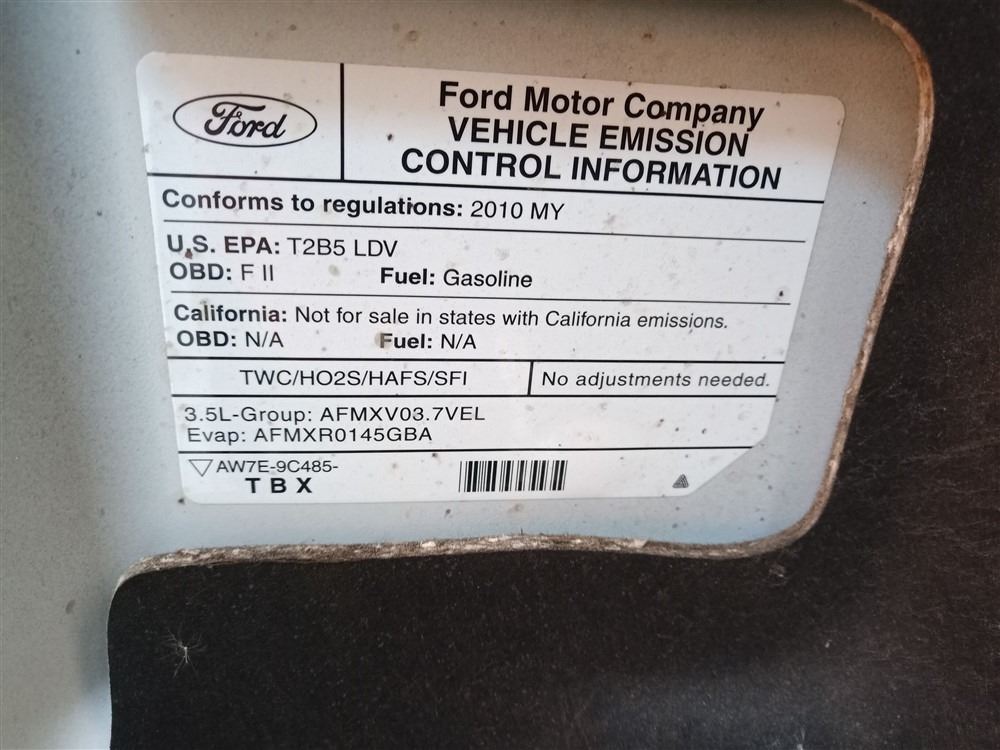 Ford
Ford Motor Company
VEHICLE EMISSION
CONTROL INFORMATION
Conforms to regulations: 2010 MY
U.S. EPA: T2B5 LDV
OBD: F II Fuel: Gasoline
California: Not for sale in states with California emissions.
OBD: N/A Fuel: N/A
TWC/HO2S/HAFS/SFI No adjustments needed.
3.5L-Group: AFMXV03.7VEL
Evap: AFMXR0145GBA
AW7E-9C485-
TBX